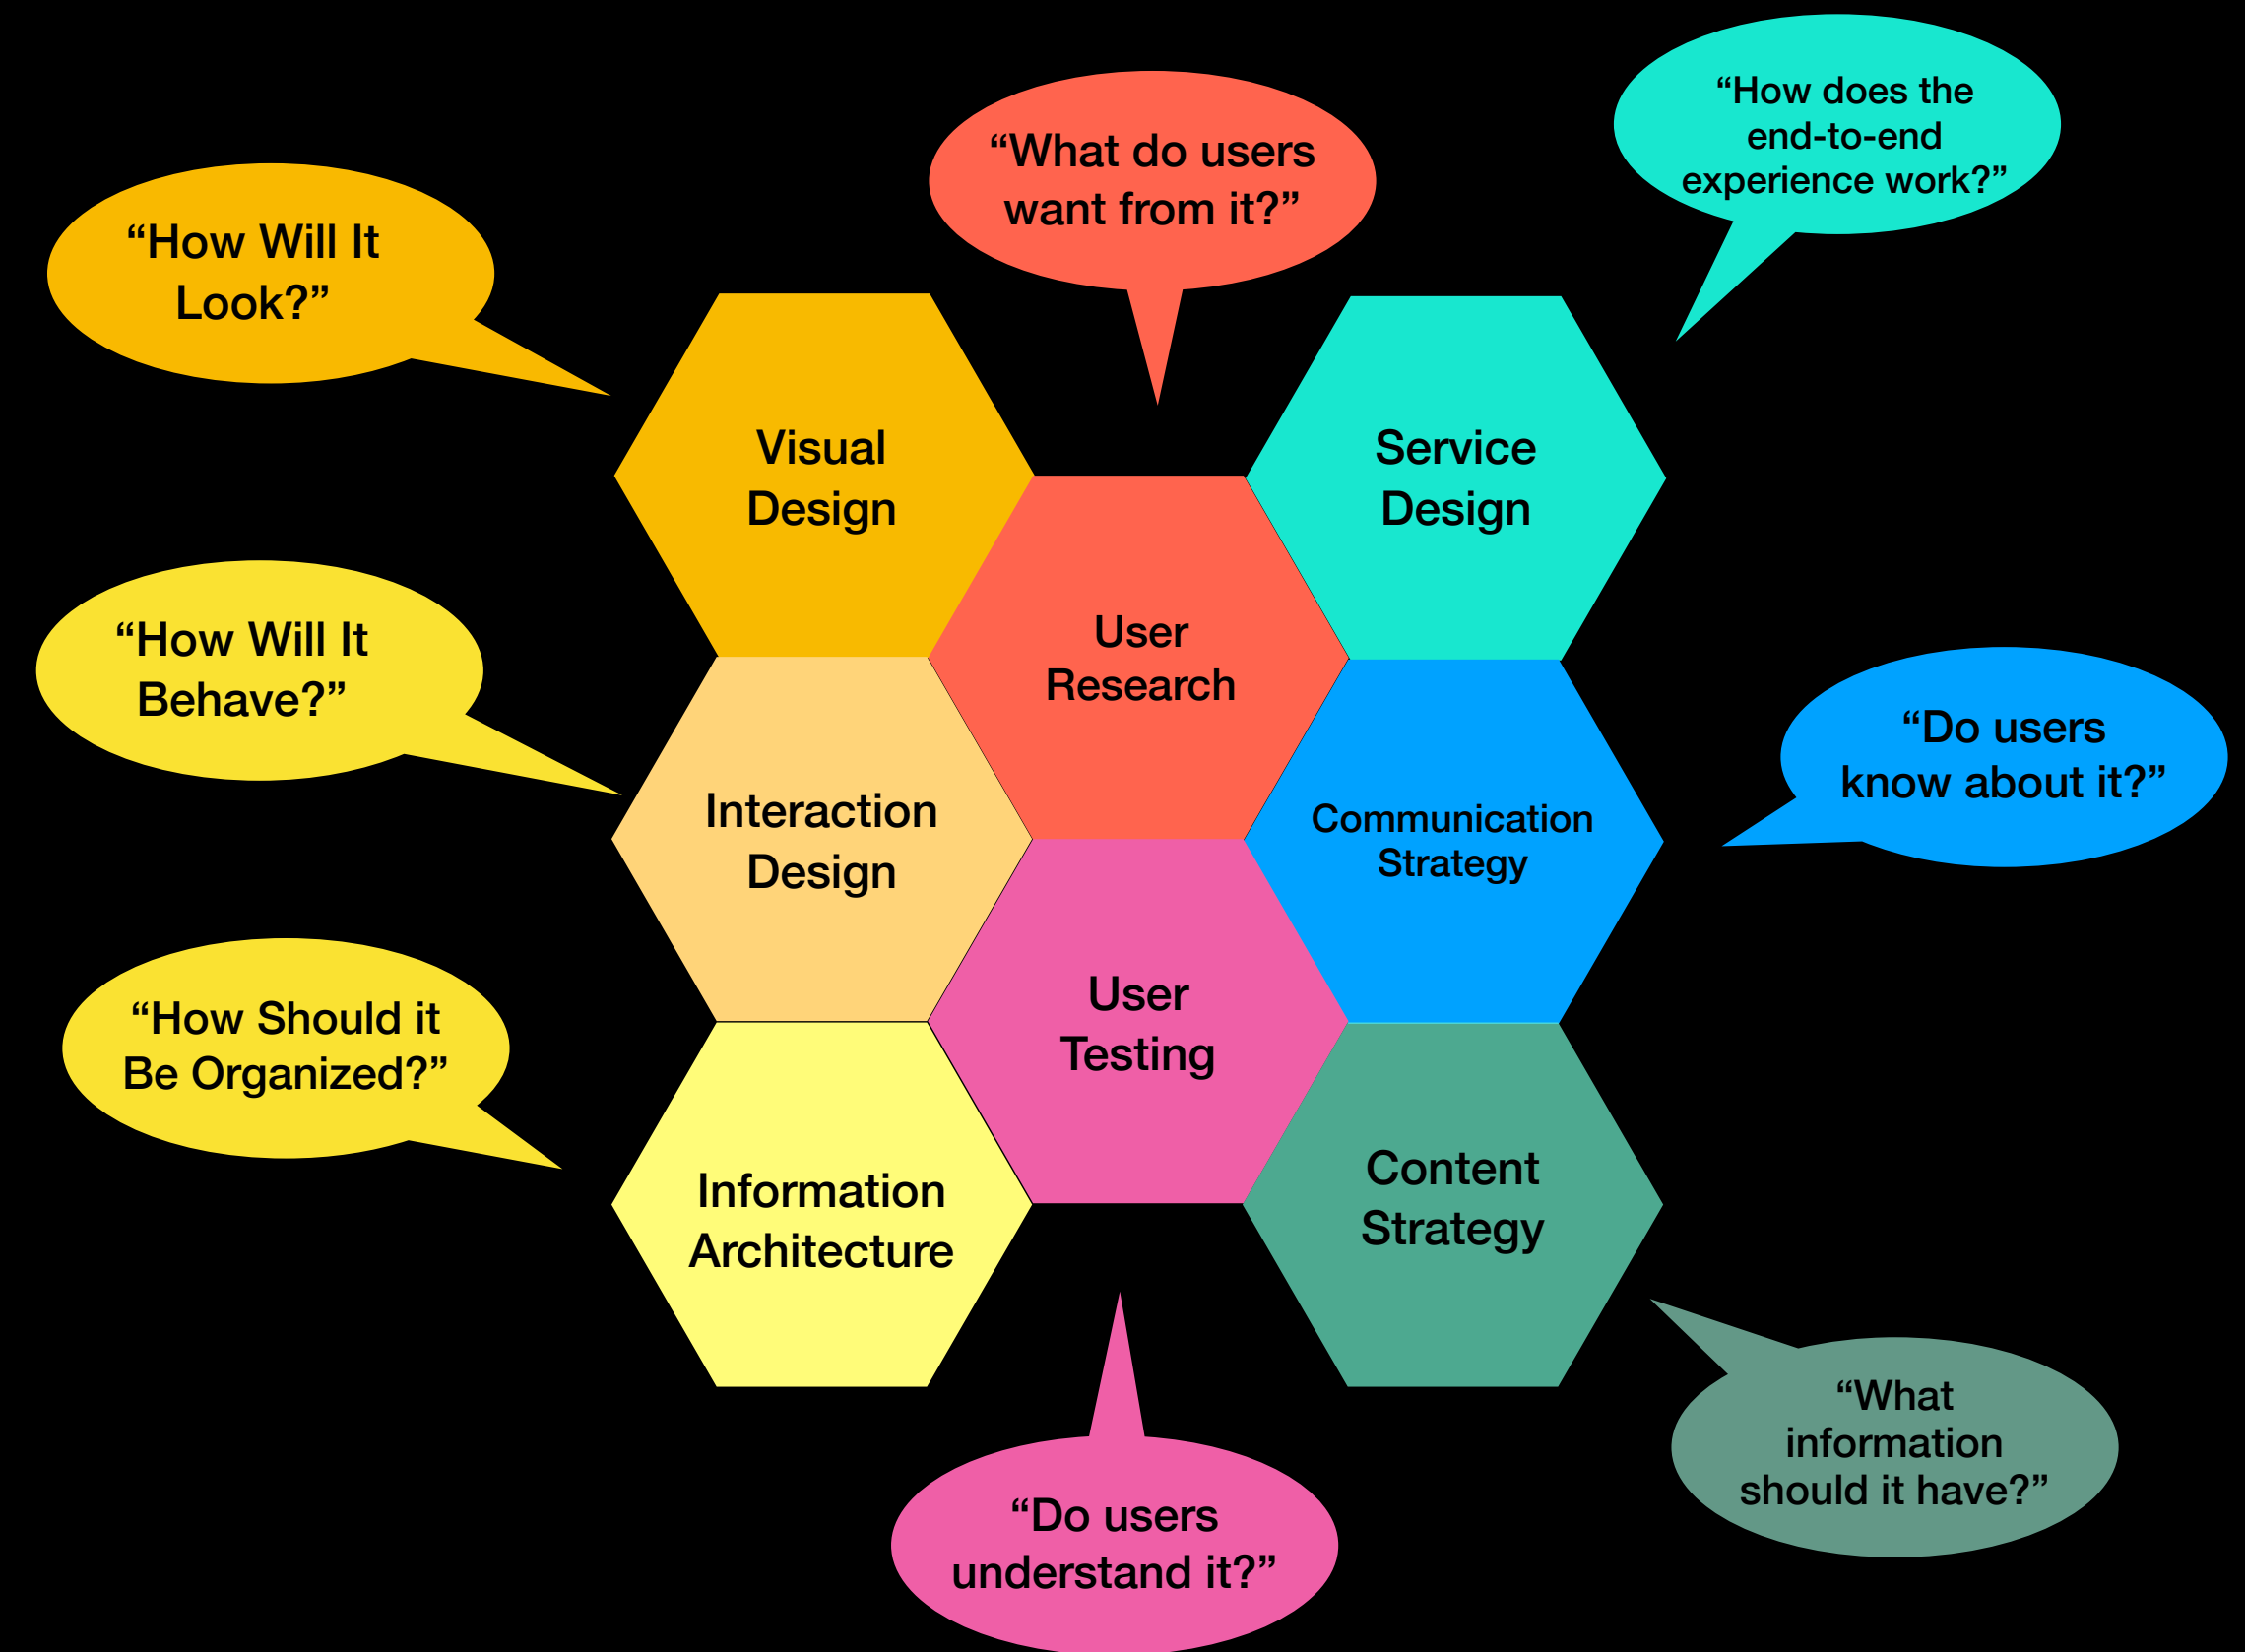 “How does the
end-to-end
experience work?”
“What do users
want from it?”
“How Will It
Look?”
Visual
Design
Service
Design
User
Research
“How Will It
Behave?”
“Do users
know about it?”
Interaction
Design
Communication
Strategy
“How Should it
Be Organized?”
User
Testing
Information
Architecture
Content
Strategy
“What
information
should it have?”
“Do users
understand it?”